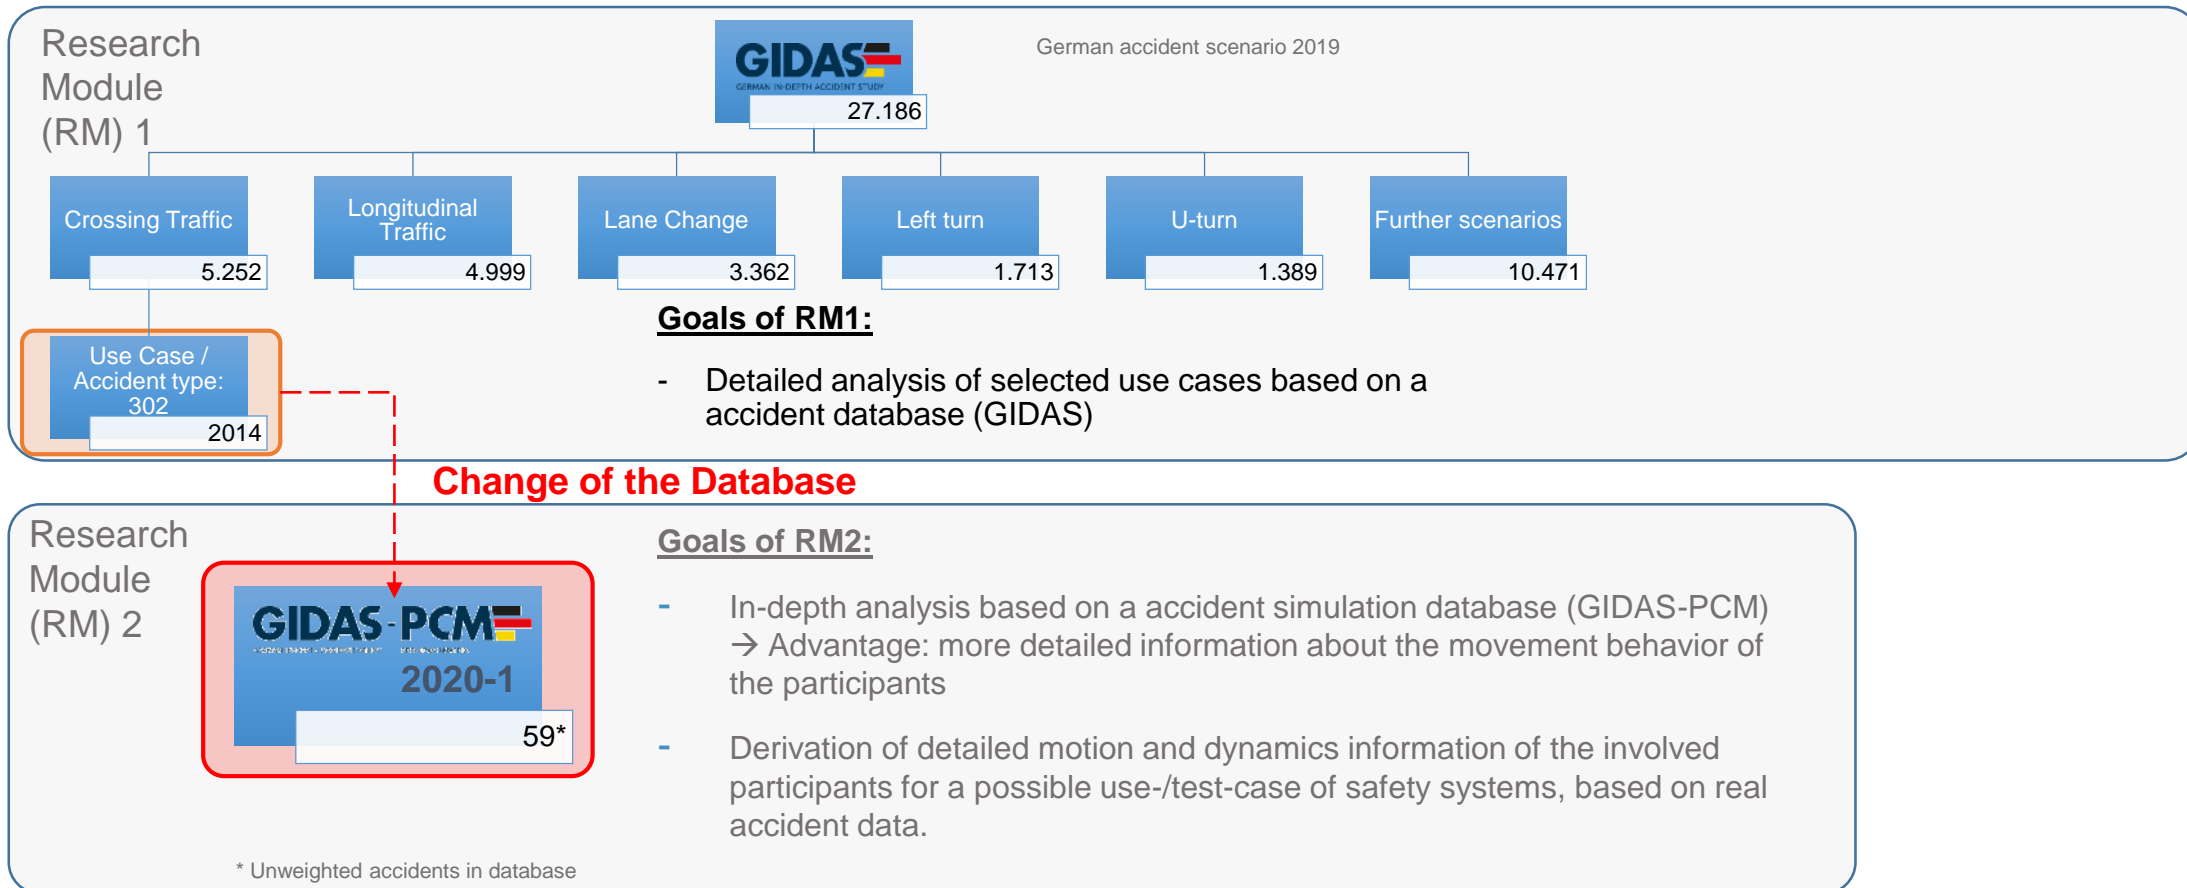 Research
Module
(RM) 1
GIDAS
GERMAN IN-DEPTH ACCIDENT STUDY
27.186
German accident scenario 2019
Crossing Traffic
5.252
Longitudinal
Traffic
4.999
Lane Change
3.362
Left turn
1.713
U-turn
1.389
Further scenarios
10.471
Use Case /
Accident type:
302
2014
Goals of RM1:
- Detailed analysis of selected use cases based on a
accident database (GIDAS)
Change of the Database
Research
Module
(RM) 2
GIDAS-PCM
2020-1
59*
* Unweighted accidents in database
Goals of RM2:
- In-depth analysis based on a accident simulation database (GIDAS-PCM)
→ Advantage: more detailed information about the movement behavior of
the participants
- Derivation of detailed motion and dynamics information of the involved
participants for a possible use-/test-case of safety systems, based on real
accident data.